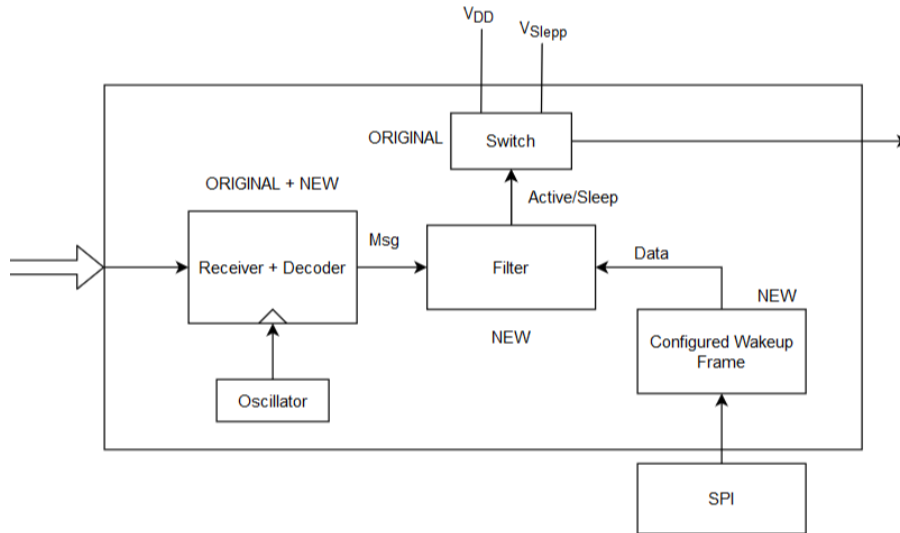 VDD
VSlepp
ORIGINAL
Switch
ORIGINAL + NEW
Active/Sleep
Msg
Receiver + Decoder
Filter
Data
NEW
NEW
Configured Wakeup
Frame
Oscillator
SPI